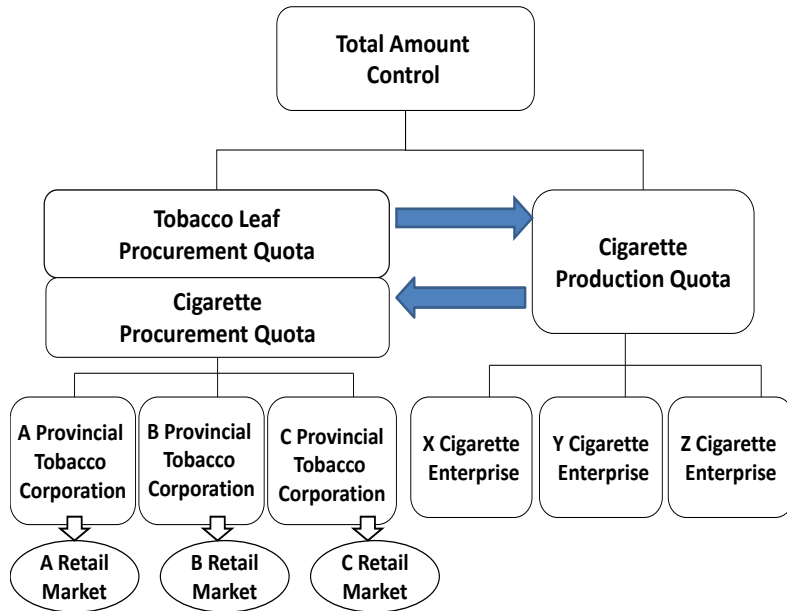 Total Amount
Control
Tobacco Leaf
Procurement Quota
Cigarette
Production Quota
Cigarette
Procurement Quota
A Provincial
Tobacco
Corporation
B Provincial
Tobacco
Corporation
C Provincial
Tobacco
Corporation
X Cigarette
Enterprise
Y Cigarette
Enterprise
Z Cigarette
Enterprise
A Retail
Market
B Retail
Market
C Retail
Market